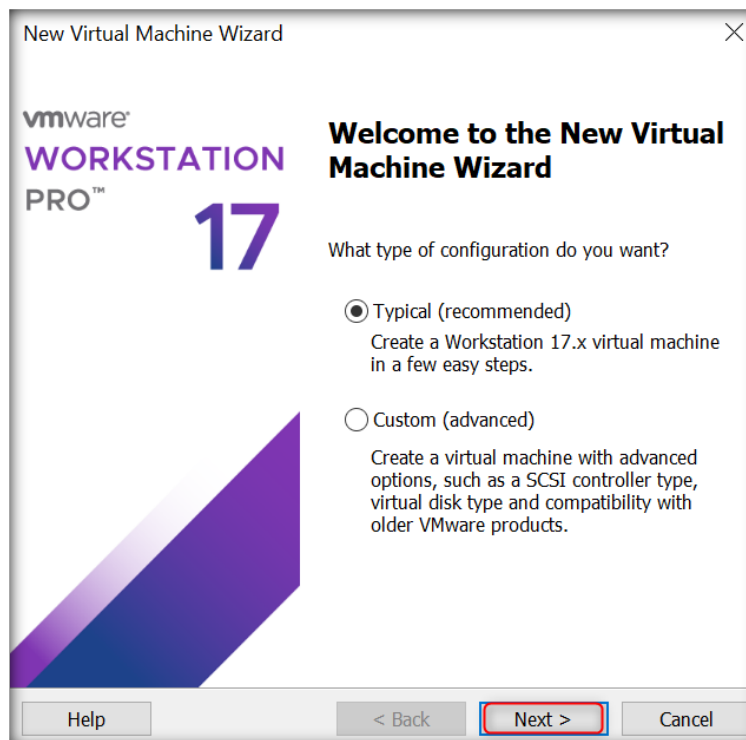 New Virtual Machine Wizard
vmware®
WORKSTATION
PRO™
17
Welcome to the New Virtual
Machine Wizard
What type of configuration do you want?
Typical (recommended)
Create a Workstation 17.x virtual machine
in a few easy steps.
Custom (advanced)
Create a virtual machine with advanced
options, such as a SCSI controller type,
virtual disk type and compatibility with
older VMware products.
Help
< Back
Next >
Cancel